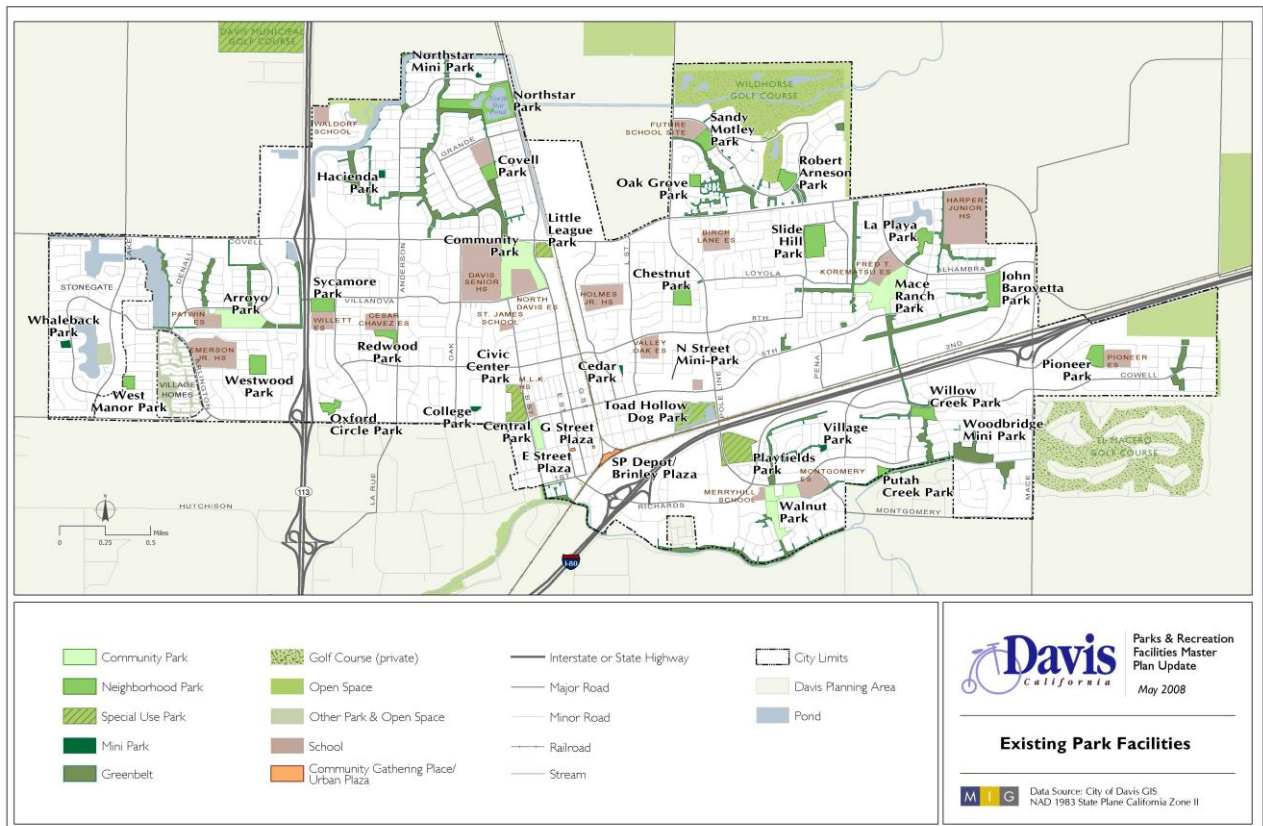 DAVIS MUNICIPAL
GOLF COURSE
Northstar
Mini Park
North
Star
Pond
Northstar
Park
WILDHORSE
GOLF COURSE
WALDORF
SCHOOL
FUTURE
SCHOOL SITE
Sandy
Motley
Park
GRANDE
Covell
Park
Hacienda
Park
Oak Grove
Park
Robert
Arneson
Park
Little
League
Park
HARPER
JUNIOR
HS
COVELL
LAKE
DENALI
ANDERSON
Community
Park
L ST
BIRCH
LANE ES
Slide
Hill
Park
La Playa
Park
STONEGATE
Sycamore
Park
DAVIS
SENIOR
HS
Chestnut
Park
LOYOLA
FRED T.
KOREMATSU ES
ALHAMBRA
John
Barovetta
Park
Arroyo
Park
VILLANOVA
NORTH
DAVIS ES
HOLMES
JR. HS
Mace
Ranch
Park
Whaleback
Park
PATWIN
ES
WILLETT
ES
CESAR
CHAVEZ ES
ST. JAMES
SCHOOL
8TH
Redwood
Park
OAK
VALLEY
OAK ES
N Street
Mini-Park
5TH
2ND
EMERSON
JR. HS
Westwood
Park
Civic
Center
Park
Cedar
Park
PENA
Pioneer
Park
PIONEER
ES
COWELL
VILLAGE
HOMES
ARLINGTON
M.L.K
HS
B ST
E ST
G ST
POLE LINE
West
Manor Park
College
Park
Toad Hollow
Dog Park
Willow
Creek Park
Oxford
Circle Park
Central
Park
G Street
Plaza
Village
Park
Woodbridge
Mini Park
EL MACERO
GOLF COURSE
E Street
Plaza
SP Depot/
Brinley Plaza
Playfields
Park
MONTGOMERY
ES
1ST
MERRYHILL
SCHOOL
Putah
Creek Park
MACE
113
LA RUE
HUTCHISON
RICHARDS
Walnut
Park
MONTGOMERY
N
0 0.25 0.5
Miles
I-80
Community Park
Neighborhood Park
Special Use Park
Mini Park
Greenbelt
Golf Course (private)
Open Space
Other Park & Open Space
School
Community Gathering Place/
Urban Plaza
Interstate or State Highway
Major Road
Minor Road
Railroad
Stream
City Limits
Davis Planning Area
Pond
Davis
California
Parks & Recreation
Facilities Master
Plan Update
May 2008
Existing Park Facilities
M I G
Data Source: City of Davis GIS
NAD 1983 State Plane California Zone II